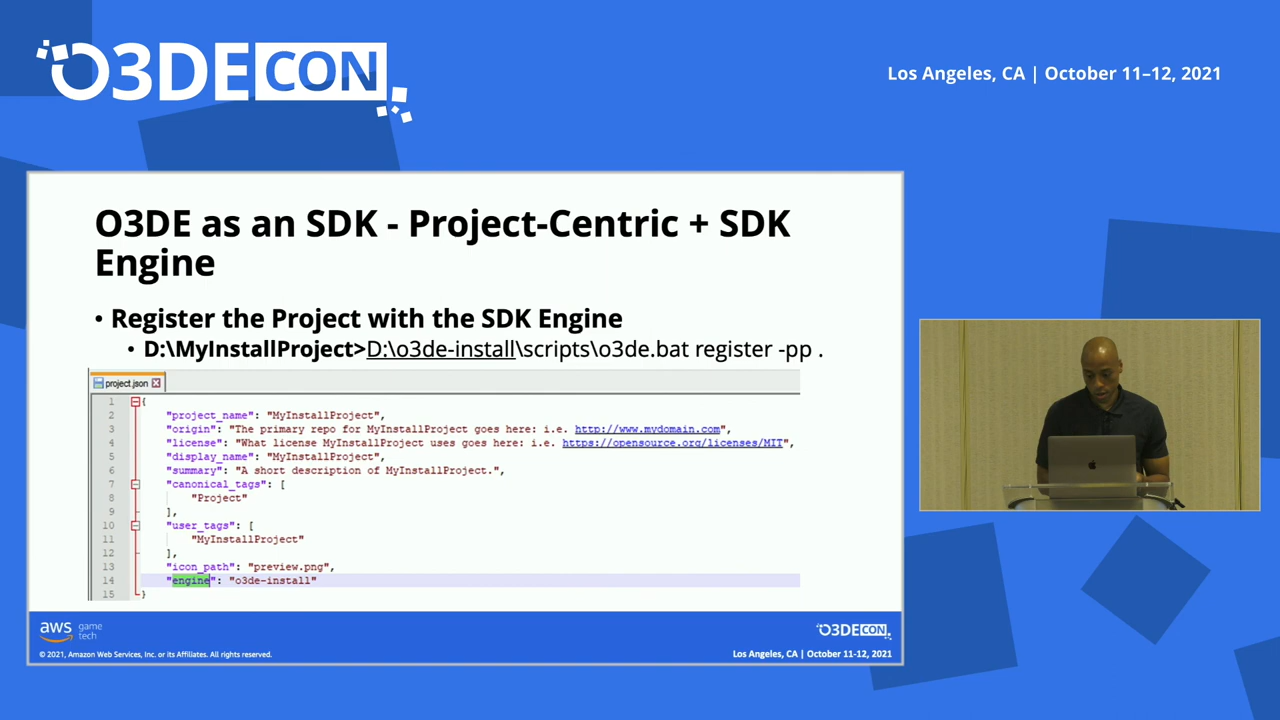 O3DECON
Los Angeles, CA | October 11–12, 2021
O3DE as an SDK - Project-Centric + SDK
Engine
• Register the Project with the SDK Engine
• D:\MyInstallProject>D:\o3de-install\scripts\o3de.bat register -pp .
project.json
1 {
2 "project_name": "MyInstallProject",
3 "origin": "The primary repo for MyInstallProject goes here: i.e. http://www.mydomain.com",
4 "license": "What license MyInstallProject uses goes here: i.e. https://opensource.org/licenses/MIT",
5 "display_name": "MyInstallProject",
6 "summary": "A short description of MyInstallProject.",
7 "canonical_tags": [
8 "Project"
9 ],
10 "user_tags": [
11 "MyInstallProject"
12 ],
13 "icon_path": "preview.png",
14 "engine": "o3de-install"
15 }
aws game
tech
O3DECON
© 2021, Amazon Web Services, Inc. or its Affiliates. All rights reserved.
Los Angeles, CA | October 11-12, 2021